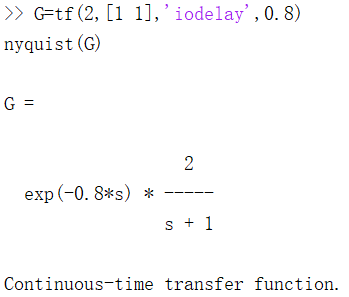 >> G=tf(2,[1 1],'iodelay',0.8)
nyquist(G)
G =
2
exp(-0.8*s) * -----
s + 1
Continuous-time transfer function.